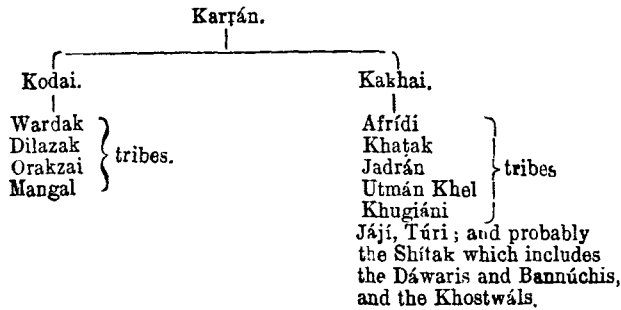 Karṛán.
Kodai.
Wardak
Dilazak
Orakzai
Mangal
tribes.
Kakhai.
Afrídi
Khaṭak
Jadrán
Utmán Khel
Khugiáni
tribes
Jájí, Túri; and probably
the Shítak which includes
the Dáwaris and Bannúchis,
and the Khostwáls.